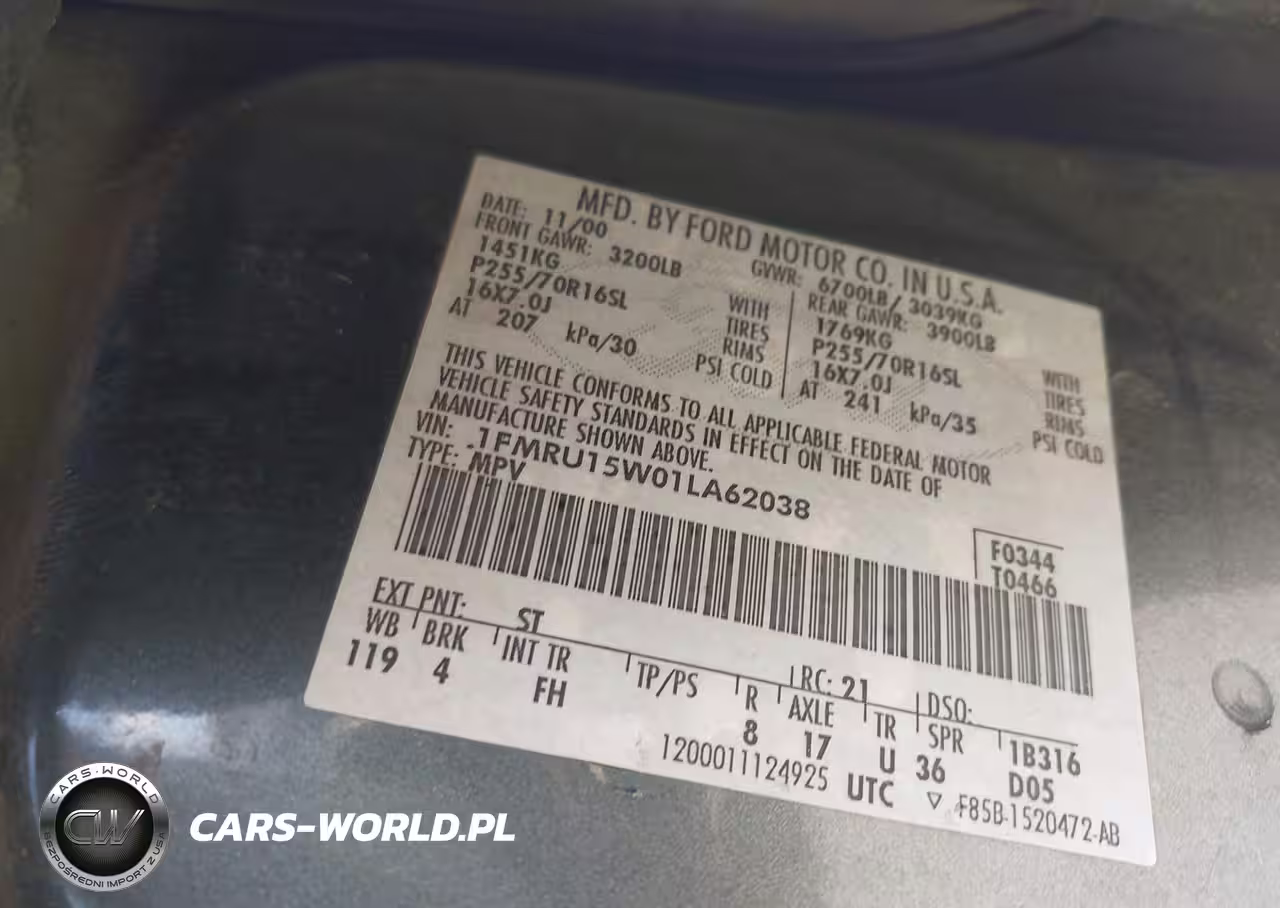 MFD. BY FORD MOTOR CO. IN U.S.A.
DATE: 11/00
GVWR: 6700LB/ 3039KG
FRONT GAWR: 3200LB
REAR GAWR: 3900LB
1451KG WITH
1769KG WITH
P255/70R16SL TIRES
P255/70R16SL TIRES
16X7.0J RIMS
16X7.0J RIMS
AT 207 kPa/30 PSI COLD
AT 241 kPa/35 PSI COLD
THIS VEHICLE CONFORMS TO ALL APPLICABLE FEDERAL MOTOR
VEHICLE SAFETY STANDARDS IN EFFECT ON THE DATE OF
MANUFACTURE SHOWN ABOVE.
VIN: 1FMRU15W01LA62038
TYPE: MPV
F0344
T0466
EXT PNT: ST RC: 21 DSO:
WB BRK INT TR TP/PS R AXLE TR SPR 1B316
119 4 FH 8 17 U 36 D05
1200011124925 UTC ▽ F85B-1520472-AB
CARS-WORLD
CW
BEZPOŚREDNI IMPORT Z USA
CARS-WORLD.PL